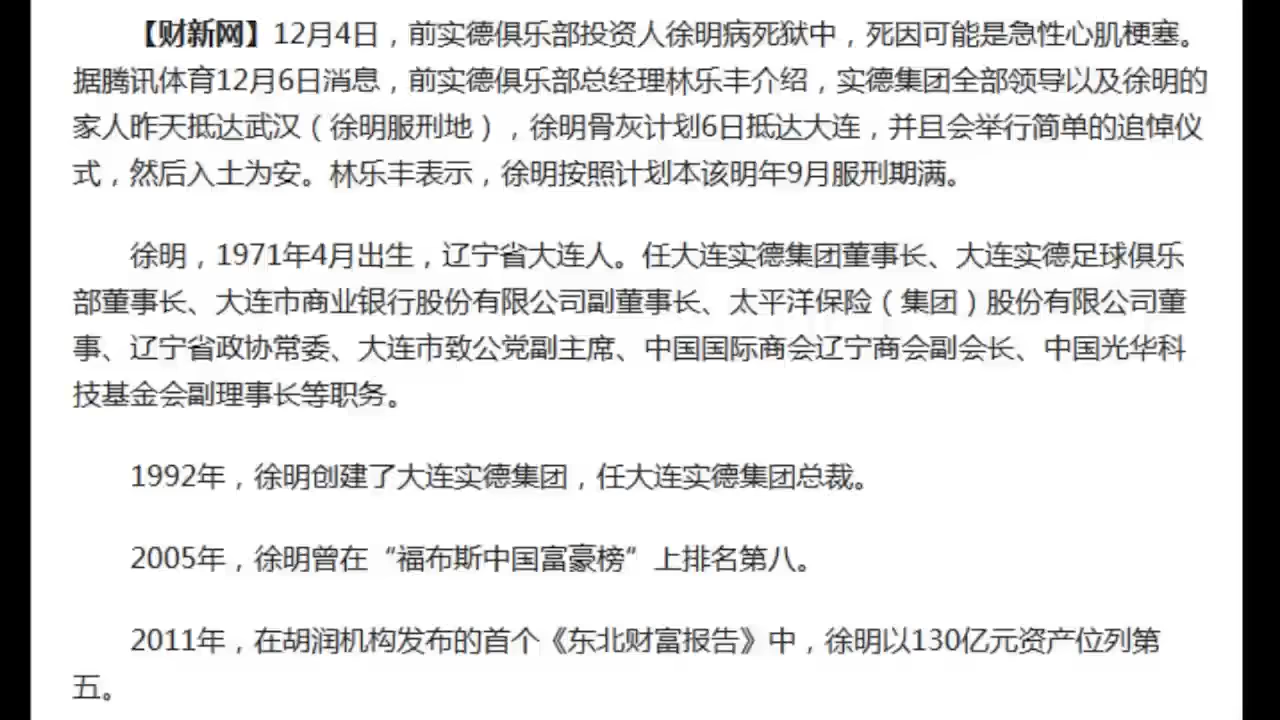 【财新网】12月4日，前实德俱乐部投资人徐明病死狱中，死因可能是急性心肌梗塞。
据腾讯体育12月6日消息，前实德俱乐部总经理林乐丰介绍，实德集团全部领导以及徐明的
家人昨天抵达武汉（徐明服刑地），徐明骨灰计划6日抵达大连，并且会举行简单的追悼仪
式，然后入土为安。林乐丰表示，徐明按照计划本该明年9月服刑期满。
徐明，1971年4月出生，辽宁省大连人。任大连实德集团董事长、大连实德足球俱乐
部董事长、大连市商业银行股份有限公司副董事长、太平洋保险（集团）股份有限公司董
事、辽宁省政协常委、大连市致公党副主席、中国国际商会辽宁商会副会长、中国光华科
技基金会副理事长等职务。
1992年，徐明创建了大连实德集团，任大连实德集团总裁。
2005年，徐明曾在“福布斯中国富豪榜”上排名第八。
2011年，在胡润机构发布的首个《东北财富报告》中，徐明以130亿元资产位列第
五。